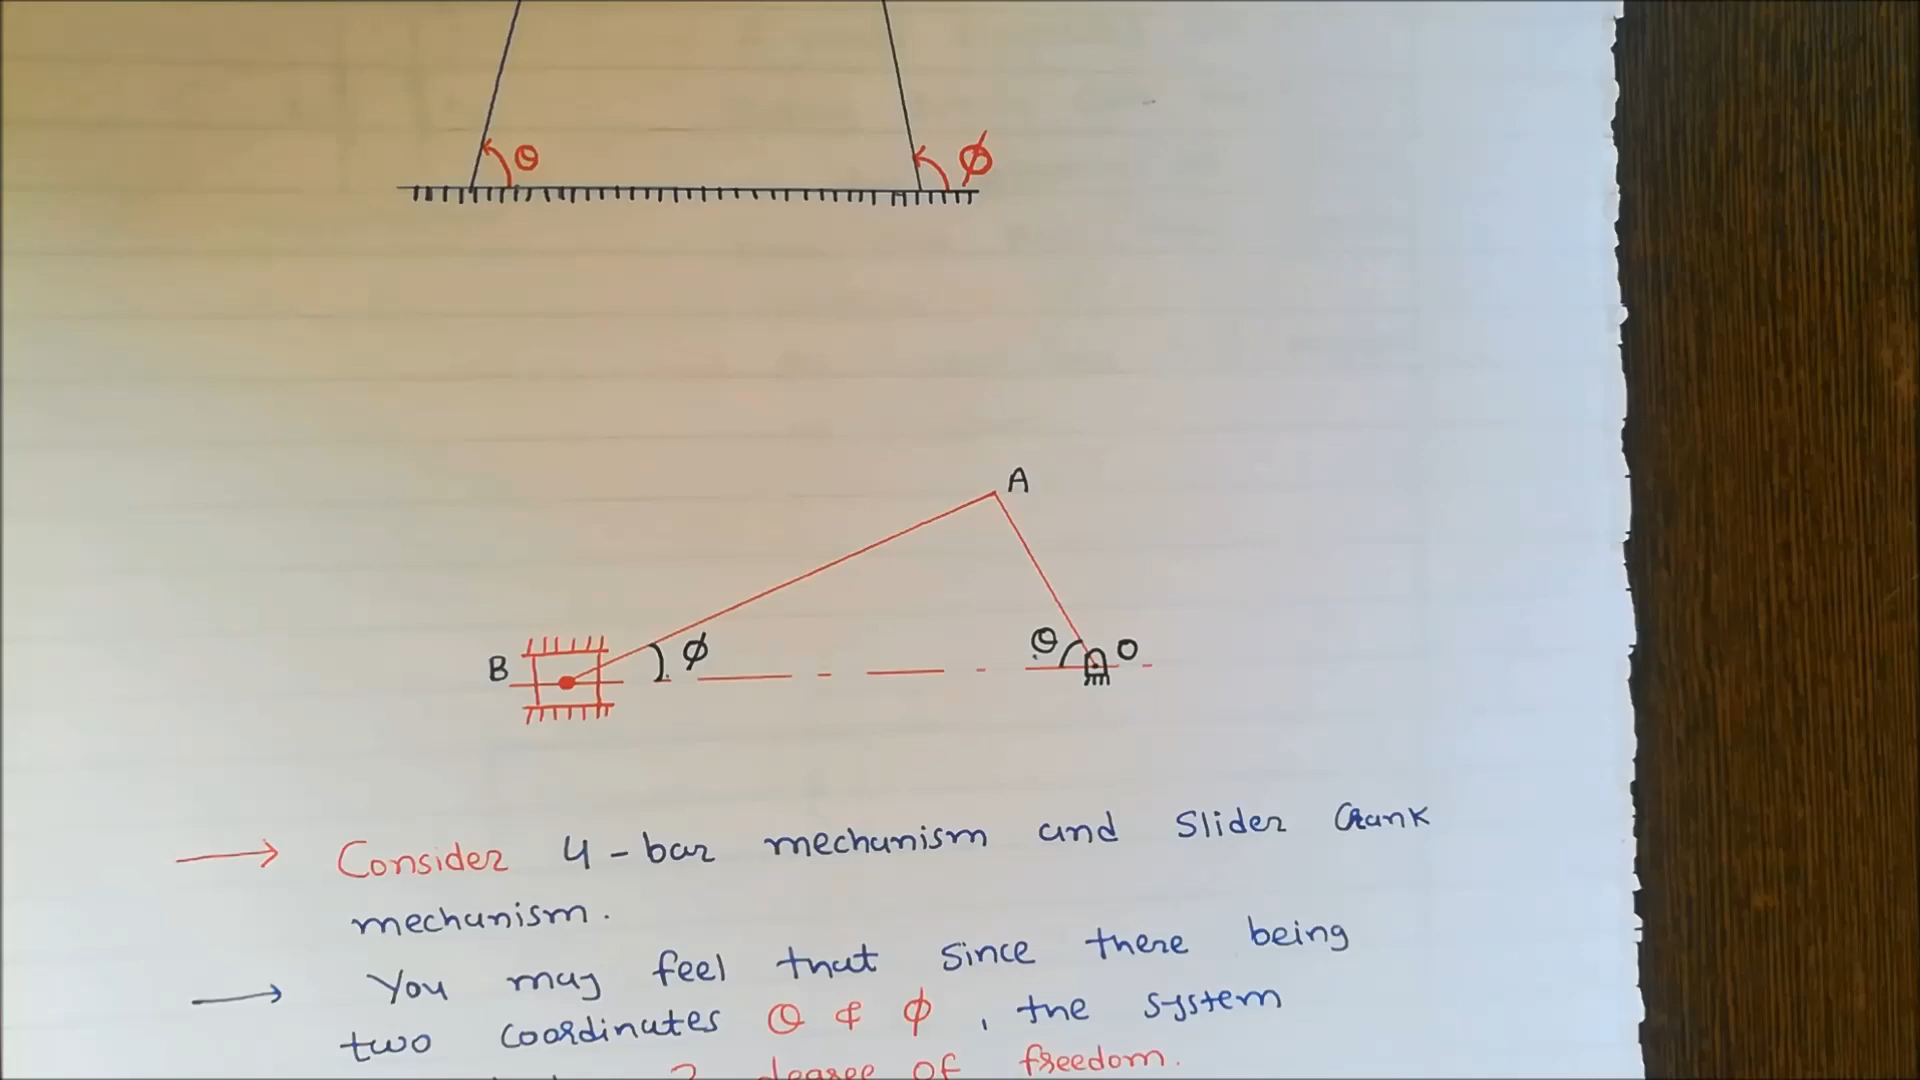 θ ϕ
A
B ϕ θ O
→ Consider 4-bar mechanism and Slider Crank
mechanism.
→ You may feel that since there being
two coordinates θ & ϕ, the system
2 degree of freedom.